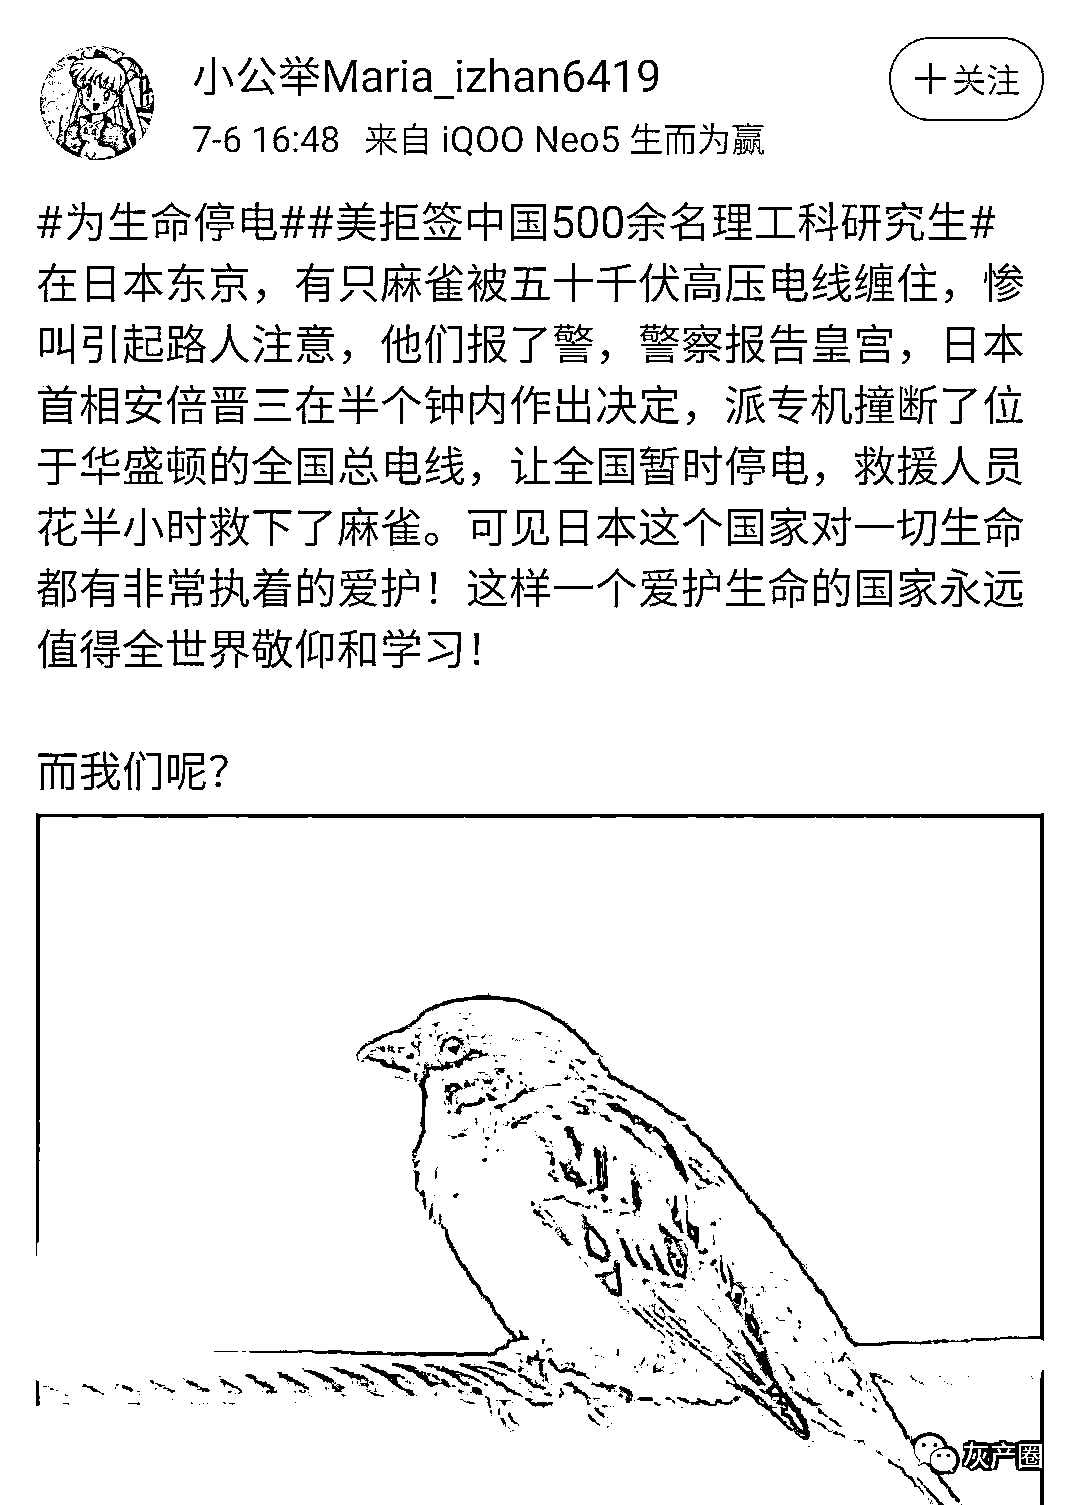 小公举Maria_izhan6419
+关注
7-6 16:48 来自 iQOO Neo5 生而为赢
#为生命停电##美拒签中国500余名理工科研究生#
在日本东京，有只麻雀被五十千伏高压电线缠住，惨
叫引起路人注意，他们报了警，警察报告皇宫，日本
首相安倍晋三在半个钟内作出决定，派专机撞断了位
于华盛顿的全国总电线，让全国暂时停电，救援人员
花半小时救下了麻雀。可见日本这个国家对一切生命
都有非常执着的爱护！这样一个爱护生命的国家永远
值得全世界敬仰和学习！
而我们呢？
灰产圈